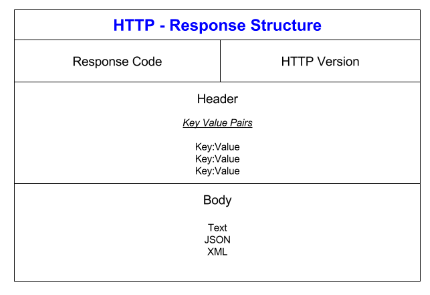 HTTP - Response Structure
Response Code
HTTP Version
Header
Key Value Pairs
Key:Value
Key:Value
Key:Value
Body
Text
JSON
XML